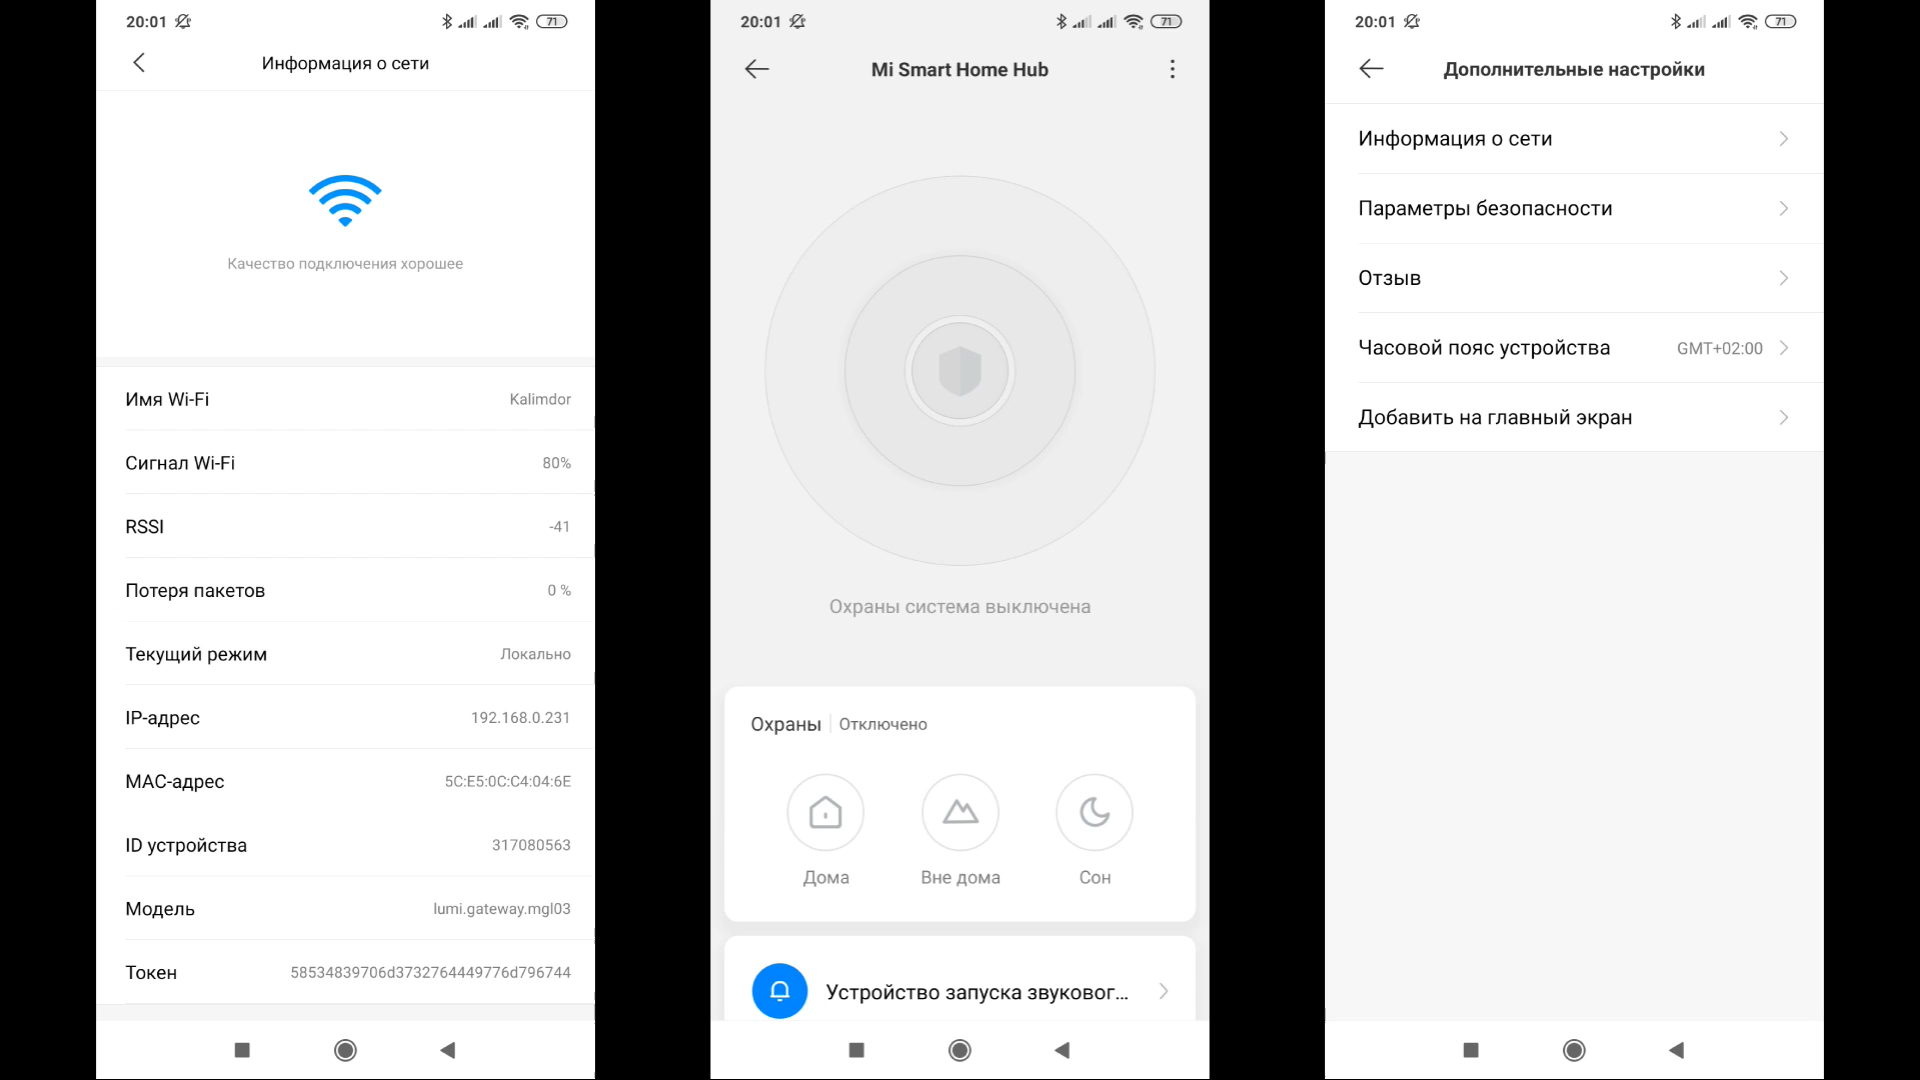 20:01
71
Информация о сети
Качество подключения хорошее
Имя Wi-Fi Kalimdor
Сигнал Wi-Fi 80%
RSSI -41
Потеря пакетов 0 %
Текущий режим Локально
IP-адрес 192.168.0.231
MAC-адрес 5C:E5:0C:C4:04:6E
ID устройства 317080563
Модель lumi.gateway.mgl03
Токен 58534839706d3732764449776d796744
20:01
71
Mi Smart Home Hub
Охраны система выключена
Охраны Отключено
Дома Вне дома Сон
Устройство запуска звуковог...
20:01
71
Дополнительные настройки
Информация о сети
Параметры безопасности
Отзыв
Часовой пояс устройства GMT+02:00
Добавить на главный экран